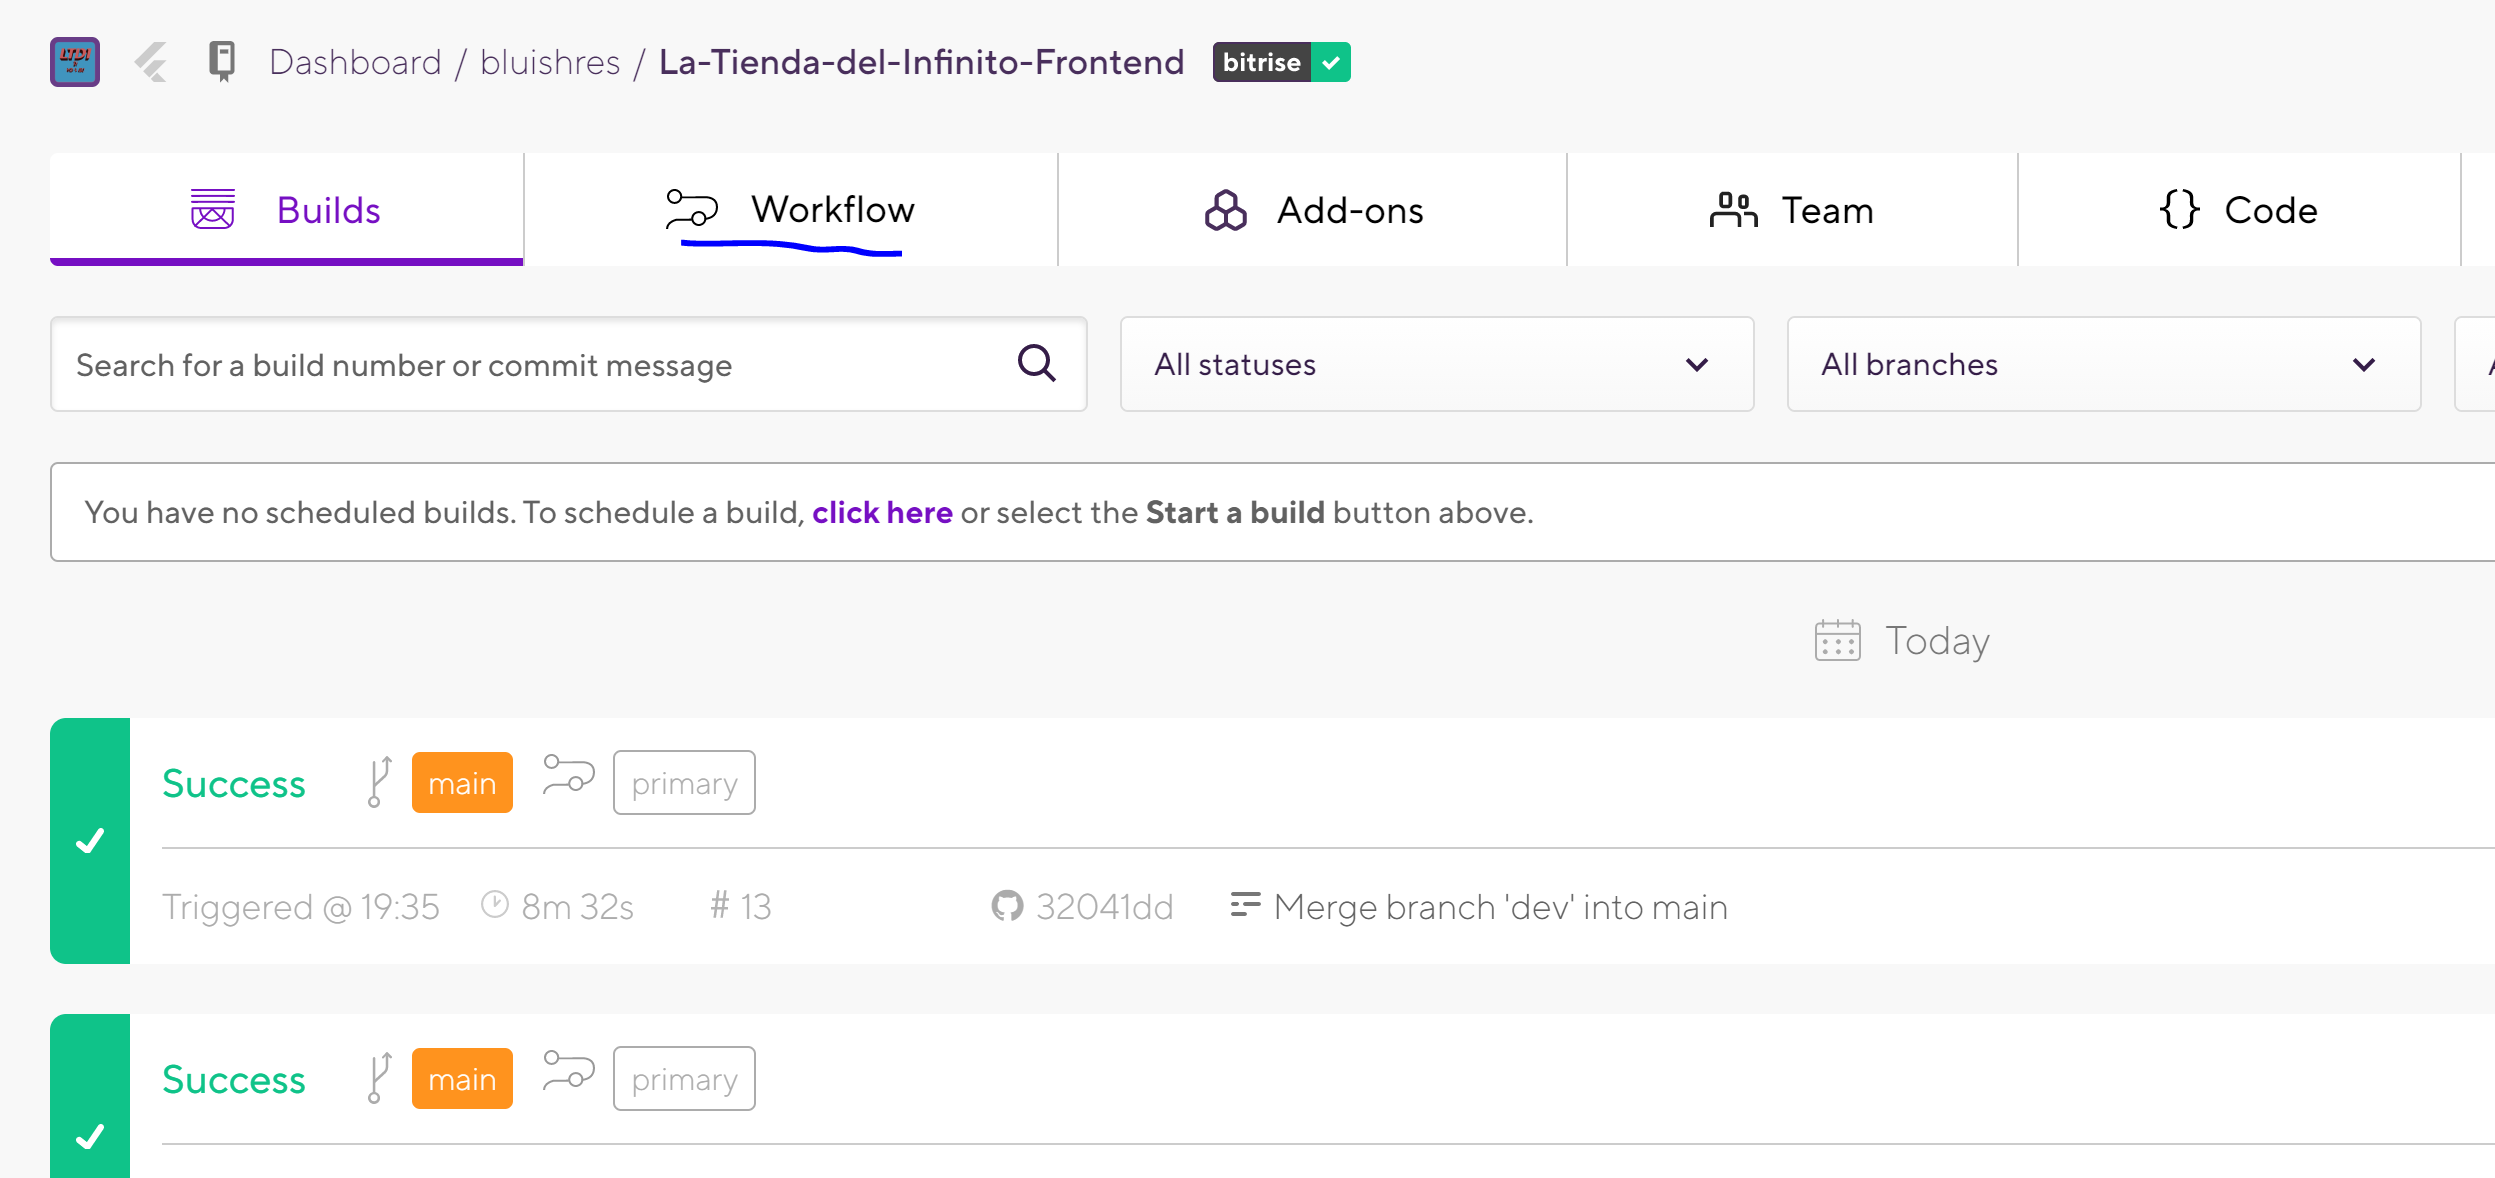 LTDI
Dashboard / bluishres / La-Tienda-del-Infinito-Frontend bitrise
Builds Workflow Add-ons Team {} Code
Search for a build number or commit message All statuses All branches
You have no scheduled builds. To schedule a build, click here or select the Start a build button above.
Today
Success main primary
Triggered @ 19:35 8m 32s # 13 32041dd Merge branch 'dev' into main
Success main primary